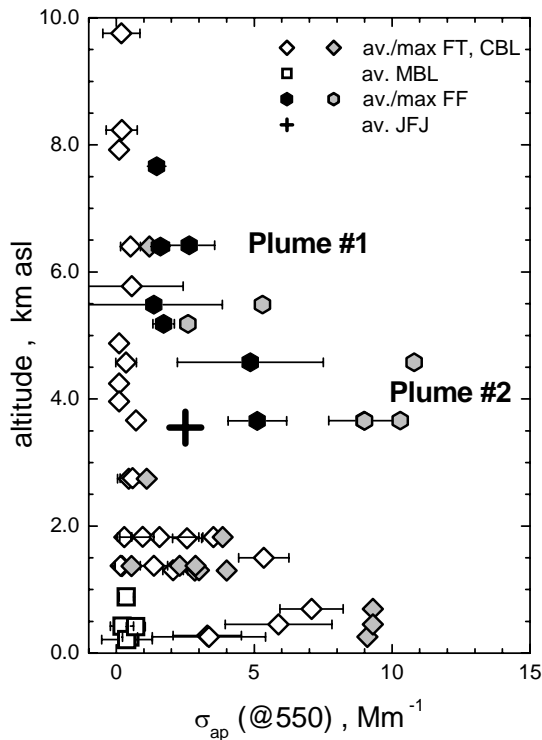 10.0
8.0
6.0
4.0
2.0
0.0
altitude , km asl
av./max FT, CBL
av. MBL
av./max FF
av. JFJ
Plume #1
Plume #2
0 5 10 15
σap (@550) , Mm⁻¹